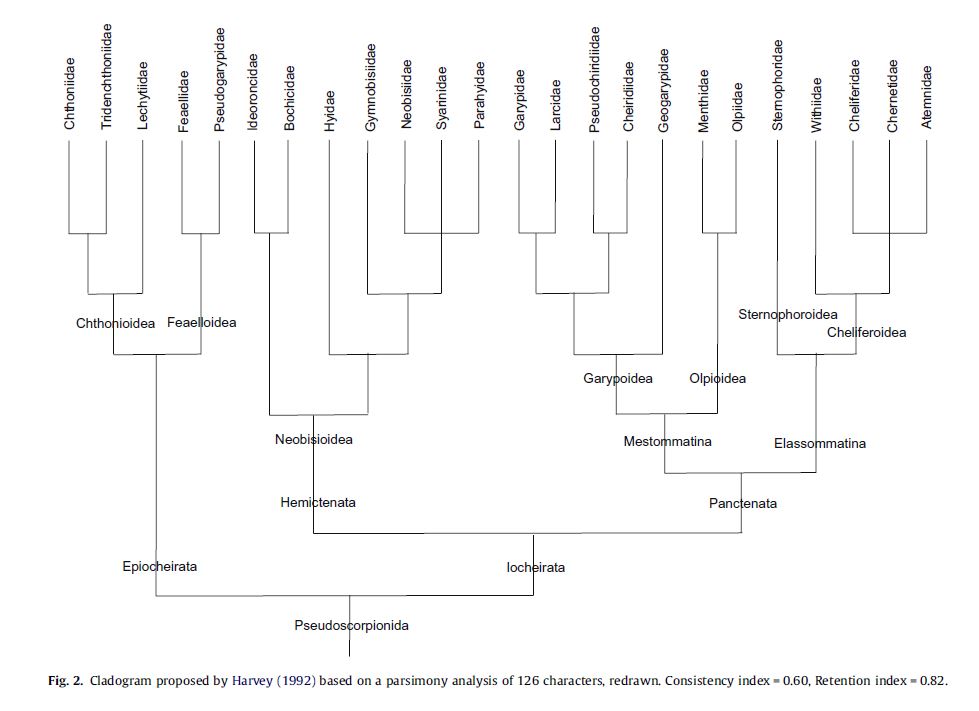 Chthoniidae
Tridenchthoniidae
Lechytiidae
Feaellidae
Pseudogarypidae
Ideoroncidae
Bochicidae
Hyidae
Gymnobisiidae
Neobisiidae
Syarinidae
Parahyidae
Garypidae
Larcidae
Pseudochiridiidae
Cheiridiidae
Geogarypidae
Menthidae
Olpiidae
Sternophoridae
Withiidae
Cheliferidae
Chernetidae
Atemnidae
Chthonioidea
Feaelloidea
Sternophoroidea
Cheliferoidea
Garypoidea
Olpioidea
Neobisioidea
Mestommatina
Elassommatina
Hemictenata
Panctenata
Epiocheirata
Iocheirata
Pseudoscorpionida
Fig. 2. Cladogram proposed by Harvey (1992) based on a parsimony analysis of 126 characters, redrawn. Consistency index = 0.60, Retention index = 0.82.